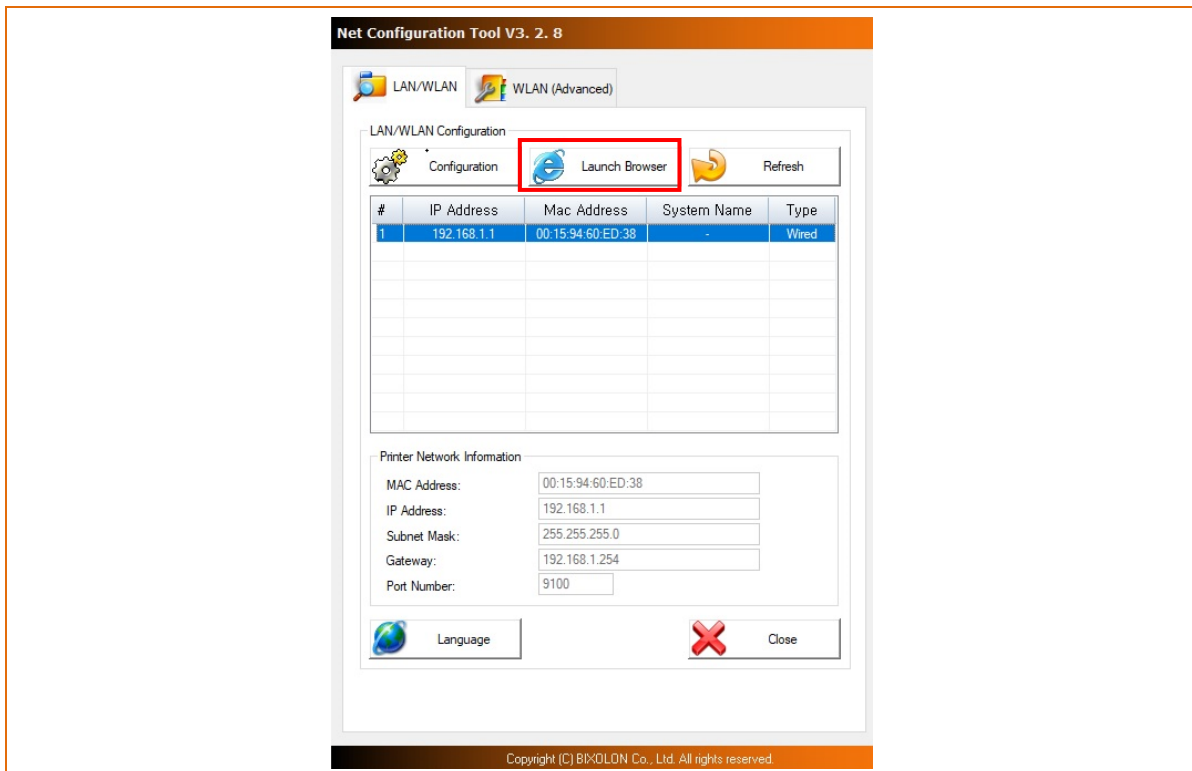 Net Configuration Tool V3. 2. 8
LAN/WLAN WLAN (Advanced)
LAN/WLAN Configuration
Configuration Launch Browser Refresh
# IP Address Mac Address System Name Type
1 192.168.1.1 00:15:94:60:ED:38 - Wired
Printer Network Information
MAC Address: 00:15:94:60:ED:38
IP Address: 192.168.1.1
Subnet Mask: 255.255.255.0
Gateway: 192.168.1.254
Port Number: 9100
Language Close
Copyright (C) BIXOLON Co., Ltd. All rights reserved.